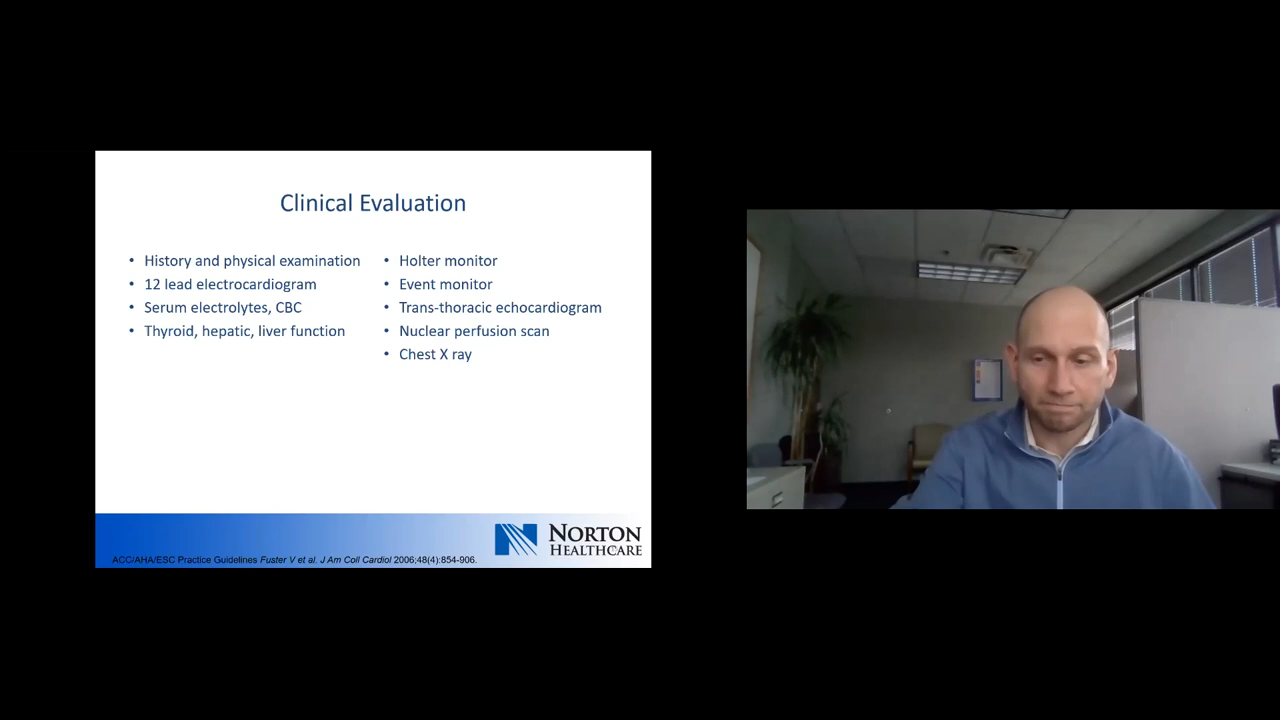 Clinical Evaluation
• History and physical examination
• 12 lead electrocardiogram
• Serum electrolytes, CBC
• Thyroid, hepatic, liver function
• Holter monitor
• Event monitor
• Trans-thoracic echocardiogram
• Nuclear perfusion scan
• Chest X ray
ACC/AHA/ESC Practice Guidelines Fuster V et al. J Am Coll Cardiol 2006;48(4):854-906.
NORTON
HEALTHCARE